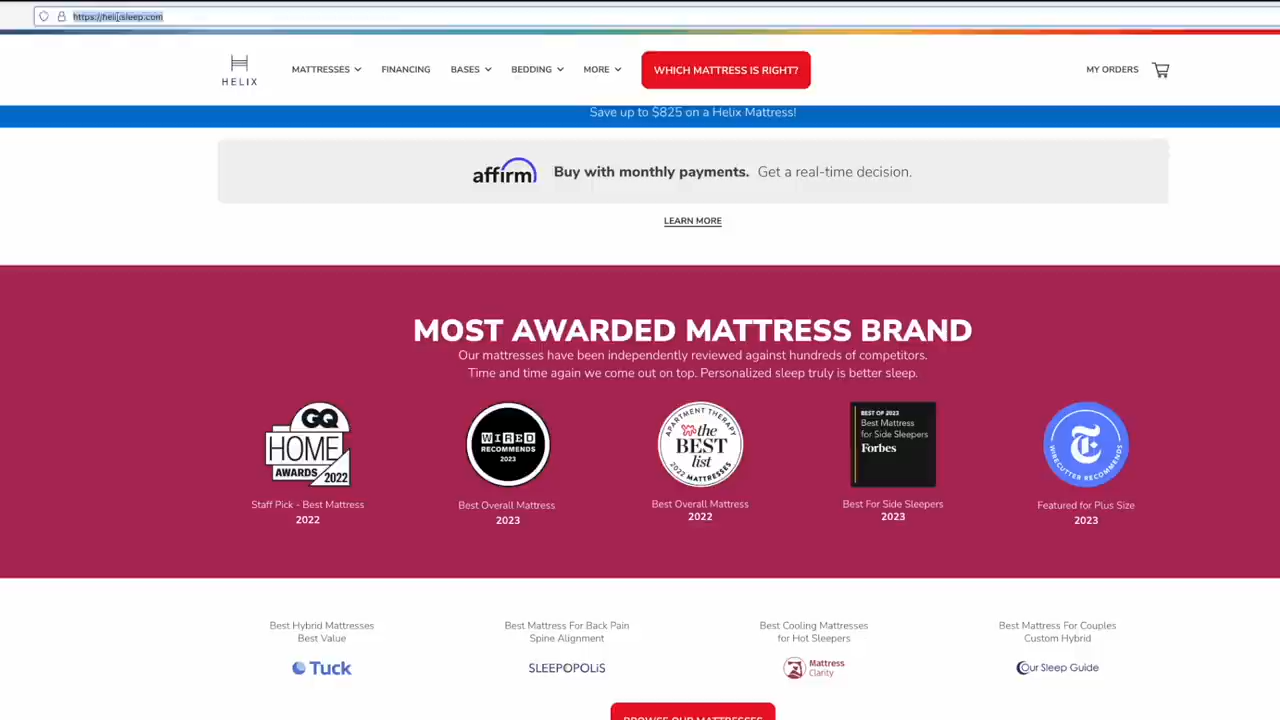 https://helixsleep.com
HELIX
MATTRESSES
FINANCING
BASES
BEDDING
MORE
WHICH MATTRESS IS RIGHT?
MY ORDERS
Save up to $825 on a Helix Mattress!
affirm
Buy with monthly payments. Get a real-time decision.
LEARN MORE
MOST AWARDED MATTRESS BRAND
Our mattresses have been independently reviewed against hundreds of competitors.
Time and time again we come out on top. Personalized sleep truly is better sleep.
GQ
HOME
AWARDS 2022
Staff Pick - Best Mattress
2022
WIRED
RECOMMENDS
2023
Best Overall Mattress
2023
APARTMENT THERAPY
the
BEST
list
2022 MATTRESSES
Best Overall Mattress
2022
BEST OF 2023
Best Mattress
for Side Sleepers
Forbes
Best For Side Sleepers
2023
T
WIRECUTTER RECOMMENDS
Featured for Plus Size
2023
Best Hybrid Mattresses
Best Value
Tuck
Best Mattress For Back Pain
Spine Alignment
SLEEPOPOLiS
Best Cooling Mattresses
for Hot Sleepers
Mattress
Clarity
Best Mattress For Couples
Custom Hybrid
Our Sleep Guide
BROWSE OUR MATTRESSES